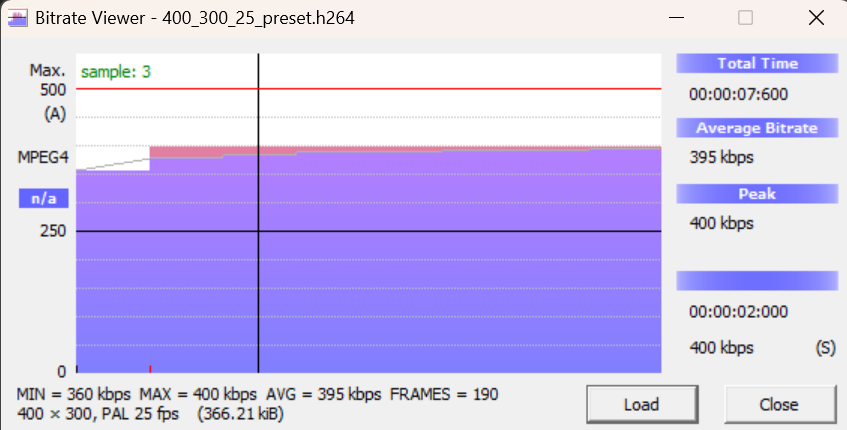 Bitrate Viewer - 400_300_25_preset.h264
Max.
500
(A)
MPEG4
n/a
250
0
sample: 3
Total Time
00:00:07:600
Average Bitrate
395 kbps
Peak
400 kbps
00:00:02:000
400 kbps (S)
MIN = 360 kbps MAX = 400 kbps AVG = 395 kbps FRAMES = 190
400 × 300, PAL 25 fps (366.21 kiB)
Load
Close